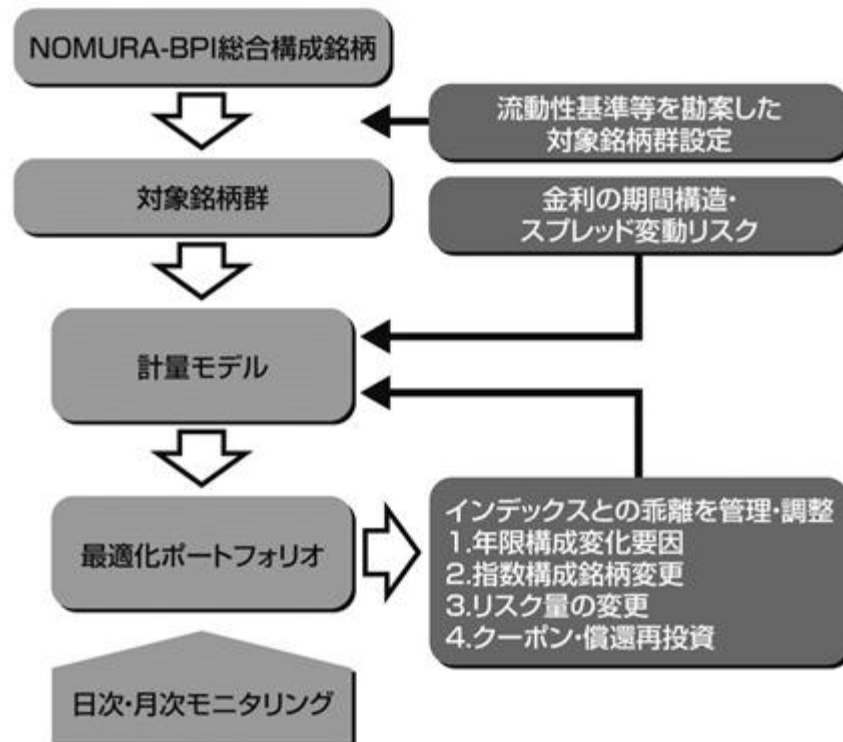 NOMURA-BPI総合構成銘柄
流動性基準等を勘案した
対象銘柄群設定
対象銘柄群
金利の期間構造・
スプレッド変動リスク
計量モデル
最適化ポートフォリオ
インデックスとの乖離を管理・調整
1.年限構成変化要因
2.指数構成銘柄変更
3.リスク量の変更
4.クーポン・償還再投資
日次・月次モニタリング